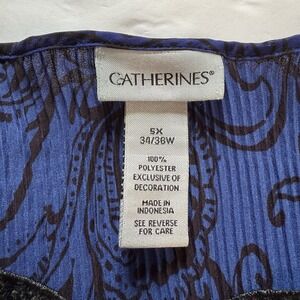 CATHERINES®
5X
34/36W
100%
POLYESTER
EXCLUSIVE OF
DECORATION
MADE IN
INDONESIA
SEE REVERSE
FOR CARE